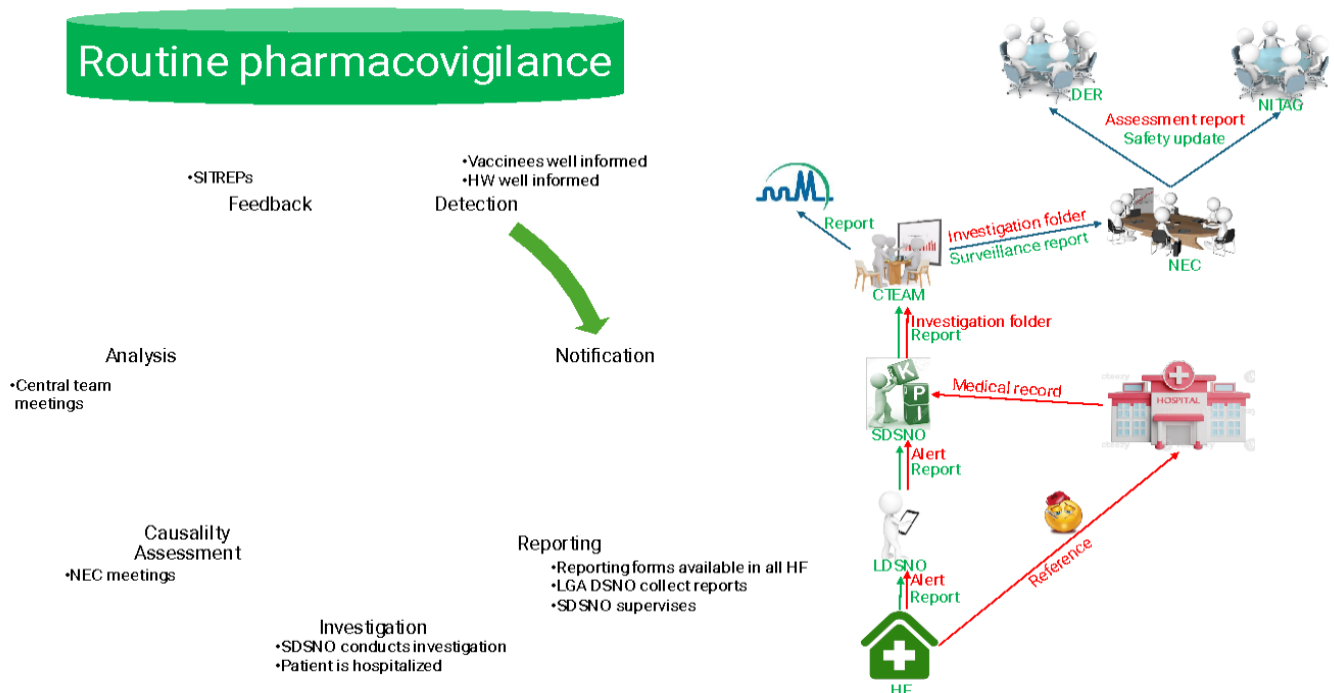 Routine pharmacovigilance
•SITREPs
Feedback
•Vaccinees well informed
•HW well informed
Detection
Analysis
•Central team
meetings
Notification
Causalilty
Assessment
•NEC meetings
Reporting
•Reporting forms available in all HF
•LGA DSNO collect reports
•SDSNO supervises
Investigation
•SDSNO conducts investigation
•Patient is hospitalized
DER
NITAG
Assessment report
Safety update
Report
Investigation folder
Surveillance report
NEC
CTEAM
Investigation folder
Report
K
P
I
Medical record
HOSPITAL
SDSNO
Alert
Report
LDSNO
Reference
Alert
Report
HF